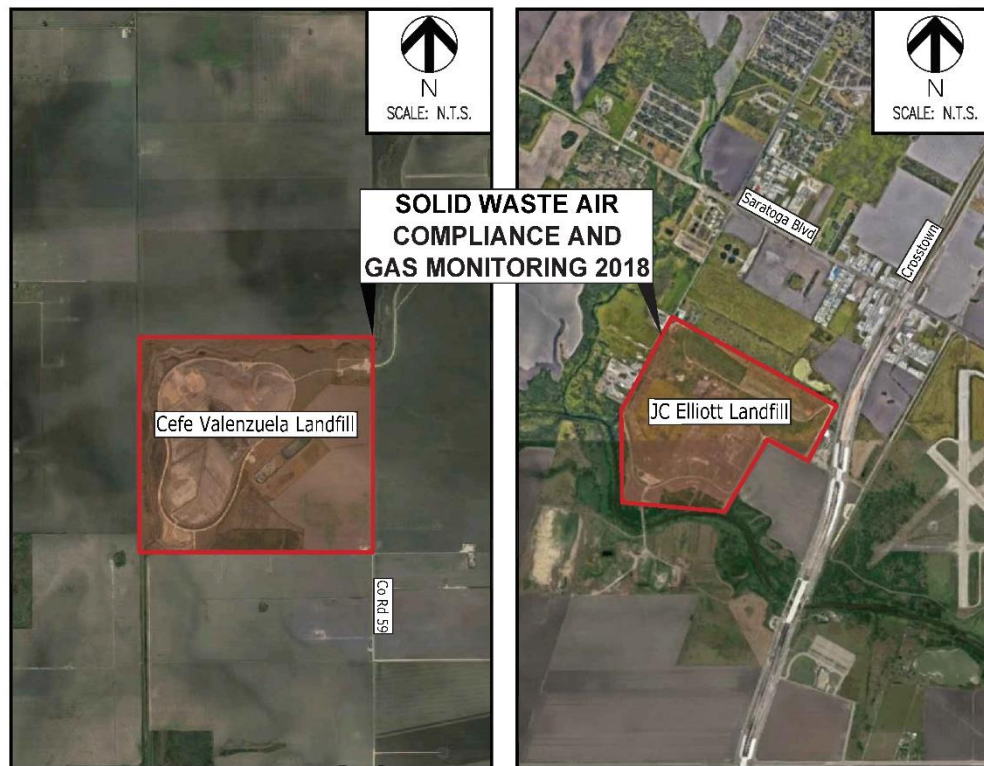 N
SCALE: N.T.S.
N
SCALE: N.T.S.
SOLID WASTE AIR
COMPLIANCE AND
GAS MONITORING 2018
Saratoga Blvd
Crosstown
Cefe Valenzuela Landfill
JC Elliott Landfill
Co Rd 59